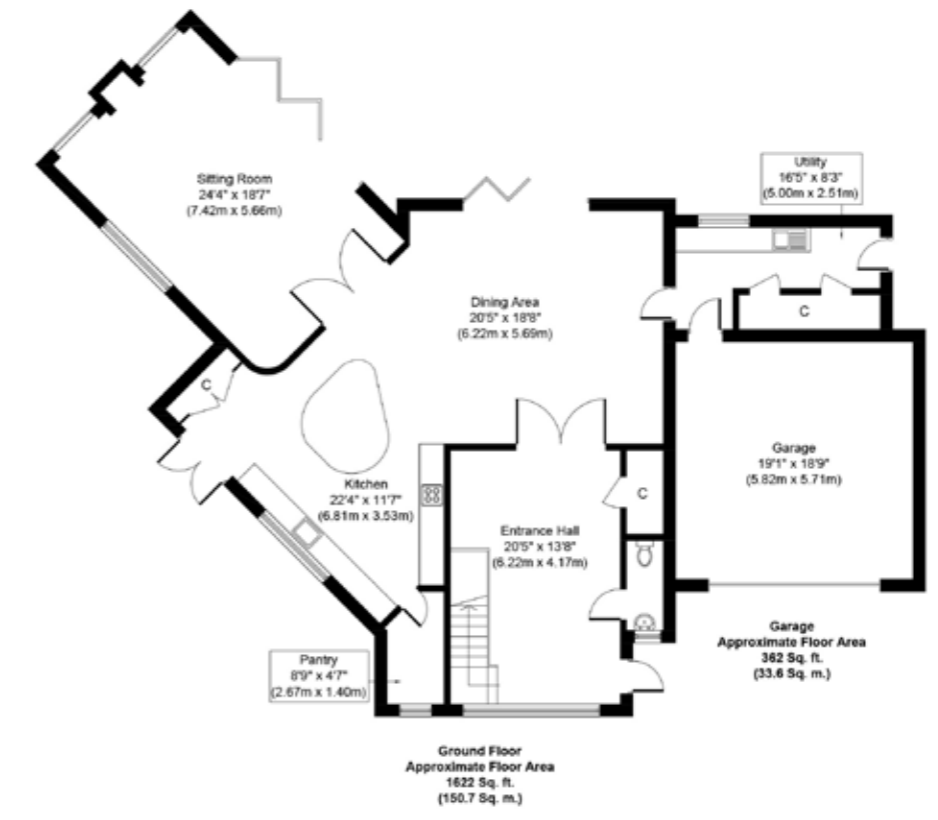 Sitting Room
24'4" x 18'7"
(7.42m x 5.66m)
Utility
16'5" x 8'3"
(5.00m x 2.51m)
Dining Area
20'5" x 18'8"
(6.22m x 5.69m)
C
C
Kitchen
22'4" x 11'7"
(6.81m x 3.53m)
Garage
19'1" x 18'9"
(5.82m x 5.71m)
C
Entrance Hall
20'5" x 13'8"
(6.22m x 4.17m)
Pantry
8'9" x 4'7"
(2.67m x 1.40m)
Garage
Approximate Floor Area
362 Sq. ft.
(33.6 Sq. m.)
Ground Floor
Approximate Floor Area
1622 Sq. ft.
(150.7 Sq. m.)